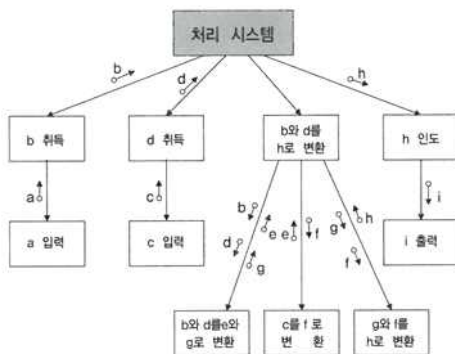 처리 시스템
b
d
h
b 취득
d 취득
b와 d를
h로 변환
h 인도
a
c
b
d
e
g
e
f
g
f
h
i
a 입력
c 입력
i 출력
b와 d를e와
g로 변환
c를 f 로
변 환
g와 f를
h로 변환